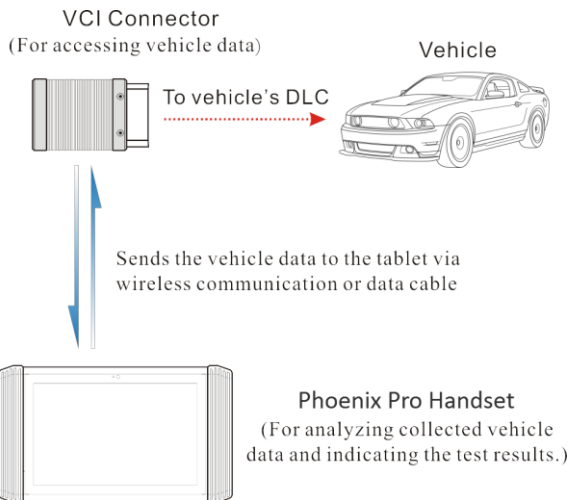 VCI Connector
(For accessing vehicle data)
Vehicle
To vehicle's DLC
Sends the vehicle data to the tablet via
wireless communication or data cable
Phoenix Pro Handset
(For analyzing collected vehicle
data and indicating the test results.)